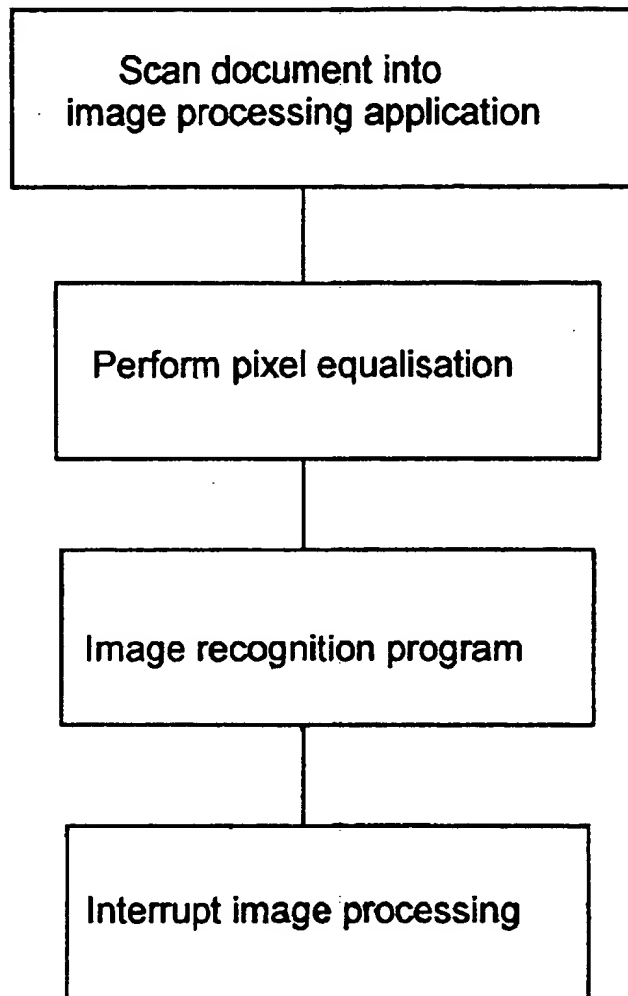 Scan document into
image processing application
Perform pixel equalisation
Image recognition program
Interrupt image processing